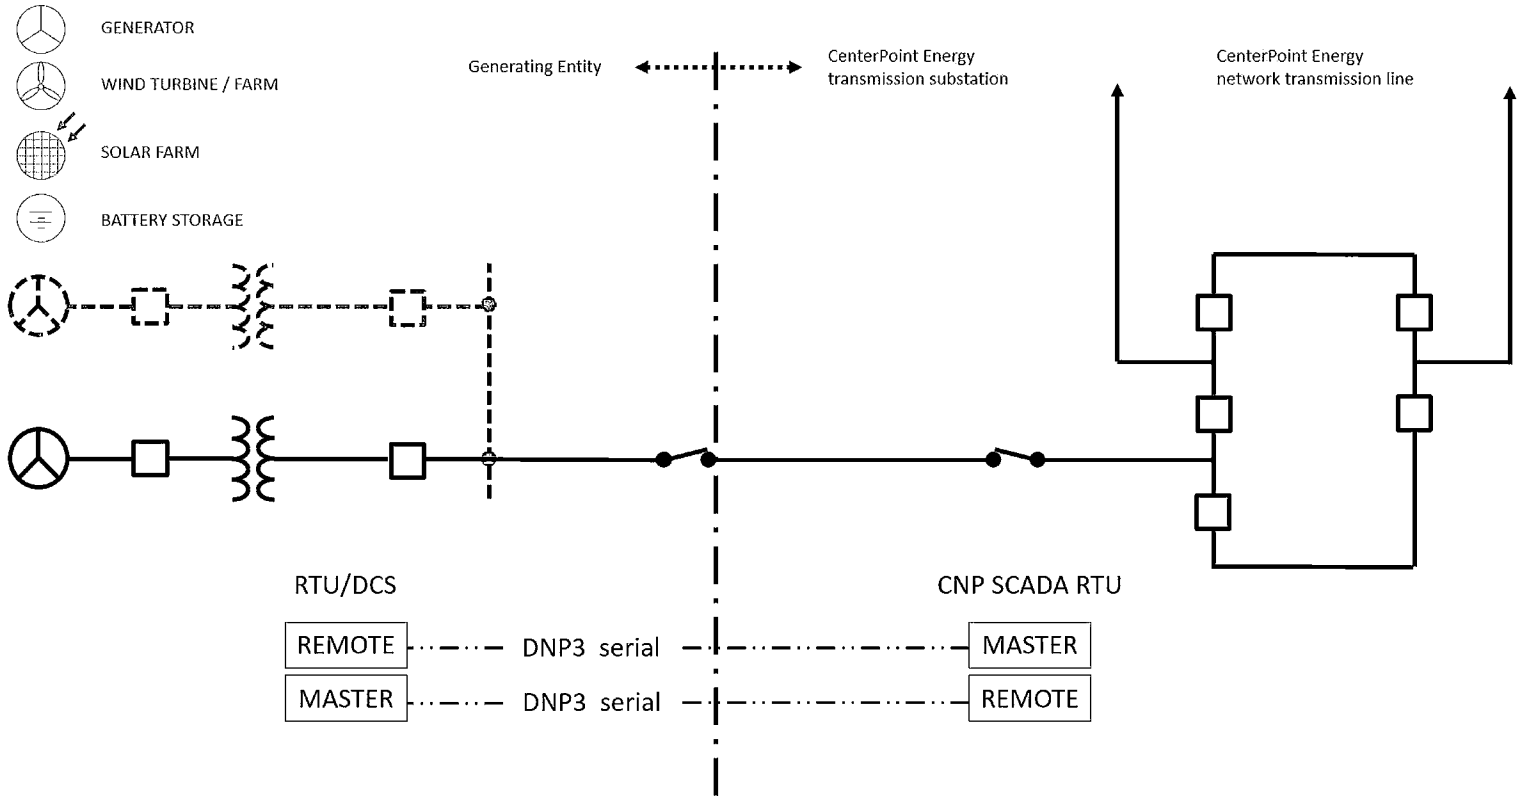 GENERATOR
WIND TURBINE / FARM
SOLAR FARM
BATTERY STORAGE
Generating Entity
CenterPoint Energy
transmission substation
CenterPoint Energy
network transmission line
RTU/DCS
CNP SCADA RTU
REMOTE DNP3 serial MASTER
MASTER DNP3 serial REMOTE